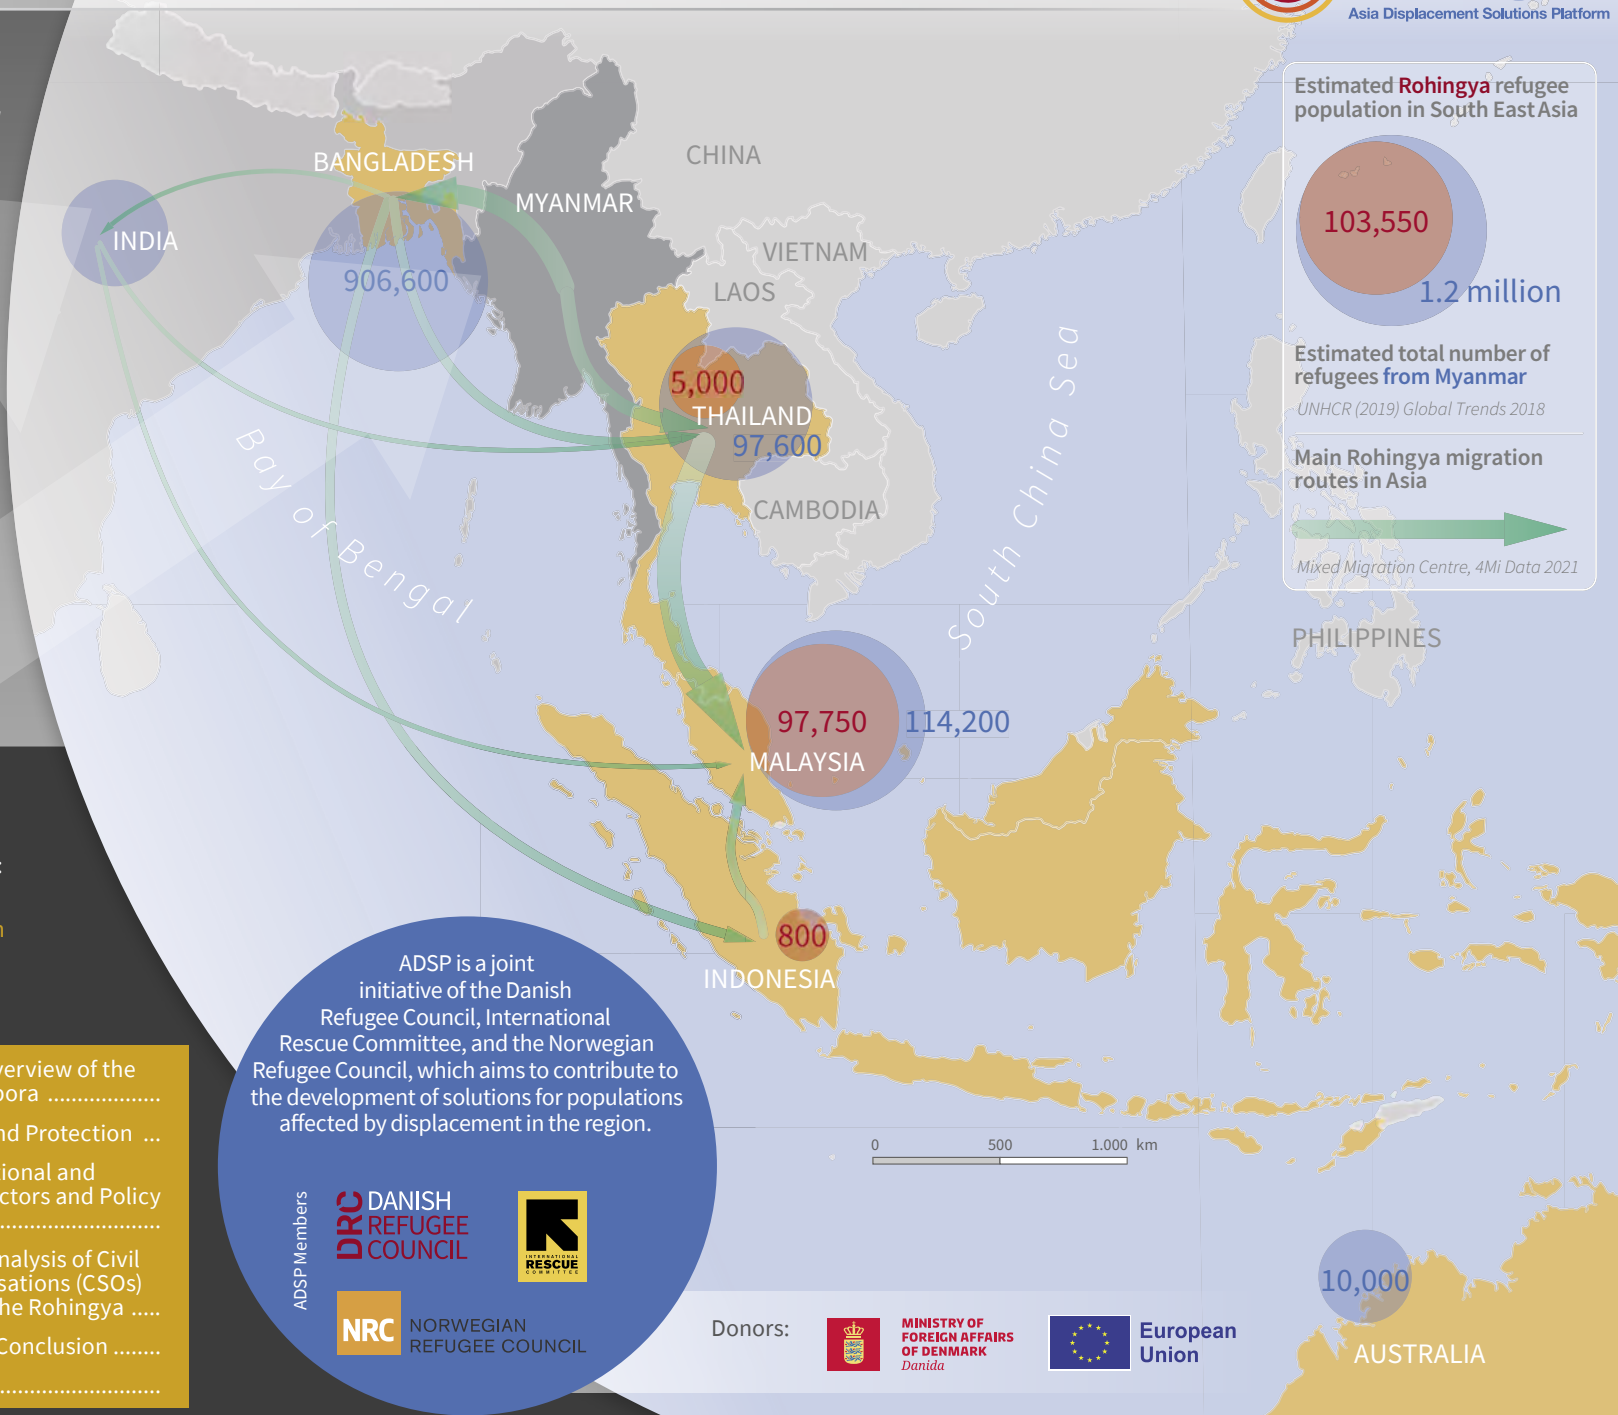 Asia Displacement Solutions Platform
Estimated Rohingya refugee
population in South East Asia
103,550
1.2 million
Estimated total number of
refugees from Myanmar
UNHCR (2019) Global Trends 2018
Main Rohingya migration
routes in Asia
Mixed Migration Centre, 4Mi Data 2021
CHINA
BANGLADESH
MYANMAR
INDIA
VIETNAM
LAOS
906,600
5,000
THAILAND
97,600
CAMBODIA
Bay of Bengal
South China Sea
PHILIPPINES
97,750
114,200
MALAYSIA
800
INDONESIA
ADSP is a joint
initiative of the Danish
Refugee Council, International
Rescue Committee, and the Norwegian
Refugee Council, which aims to contribute to
the development of solutions for populations
affected by displacement in the region.
ADSP Members
DRC DANISH
REFUGEE
COUNCIL
INTERNATIONAL
RESCUE
COMMITTEE
NRC NORWEGIAN
REFUGEE COUNCIL
0 500 1.000 km
10,000
AUSTRALIA
Donors:
MINISTRY OF
FOREIGN AFFAIRS
OF DENMARK
Danida
European
Union
verview of the
ora ...................
nd Protection ...
ional and
ctors and Policy
...........................
nalysis of Civil
sations (CSOs)
he Rohingya .....
Conclusion ........
...........................